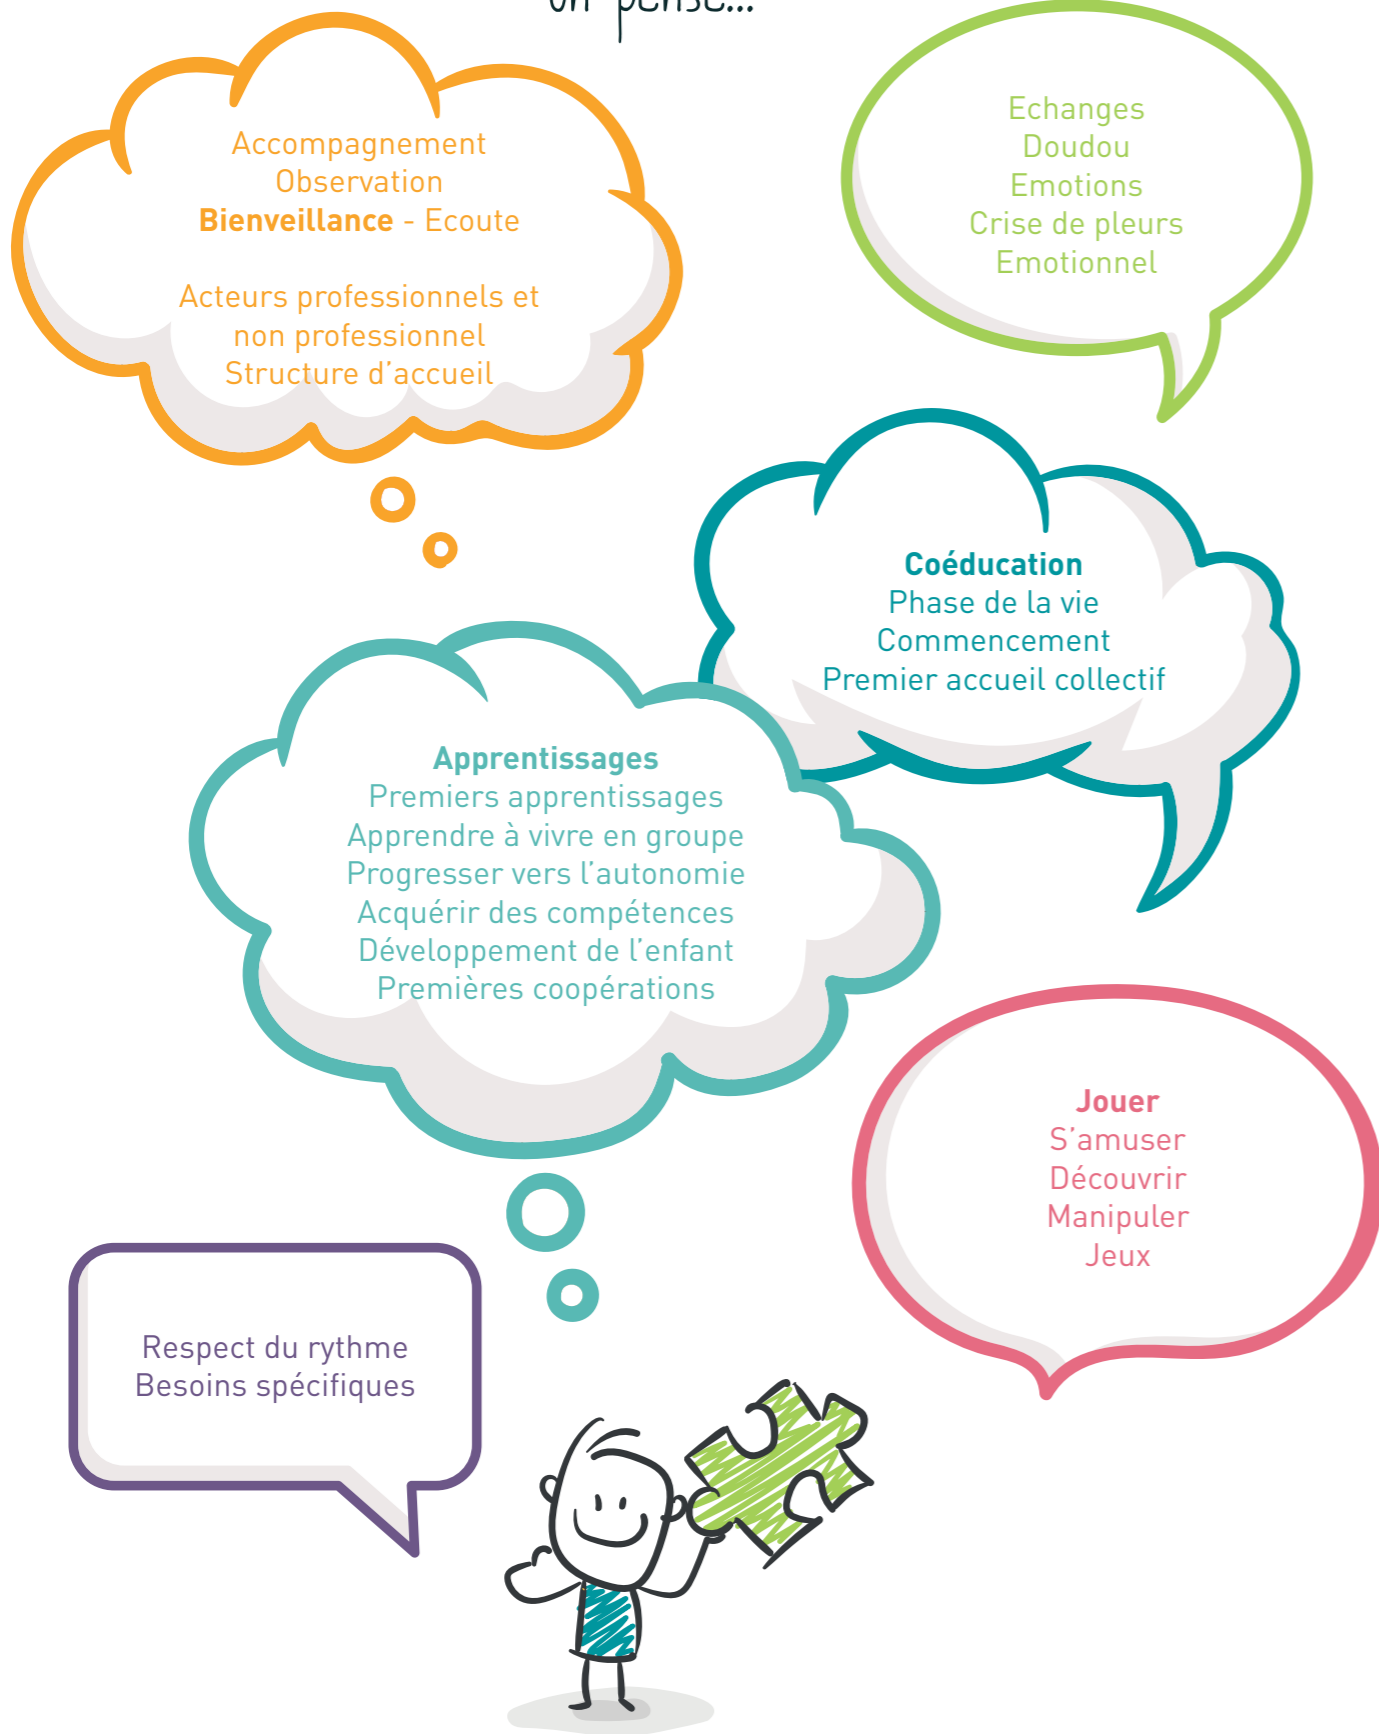 on pense...
Accompagnement
Observation
Bienveillance - Ecoute
Acteurs professionnels et
non professionnel
Structure d'accueil
Echanges
Doudou
Emotions
Crise de pleurs
Emotionnel
Coéducation
Phase de la vie
Commencement
Premier accueil collectif
Apprentissages
Premiers apprentissages
Apprendre à vivre en groupe
Progresser vers l'autonomie
Acquérir des compétences
Développement de l'enfant
Premières coopérations
Jouer
S'amuser
Découvrir
Manipuler
Jeux
Respect du rythme
Besoins spécifiques